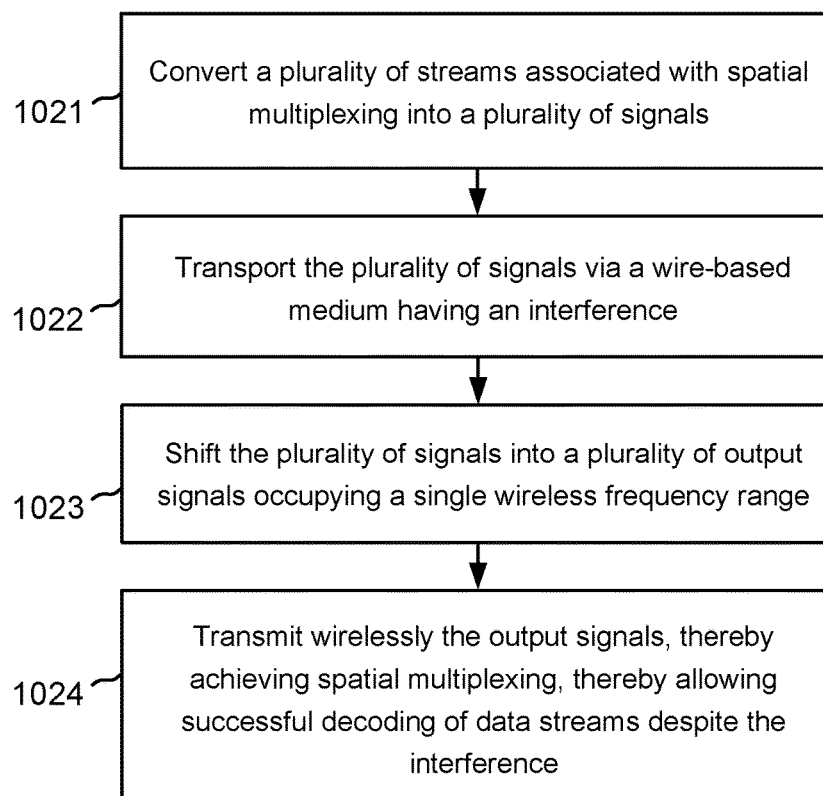 Convert a plurality of streams associated with spatial
multiplexing into a plurality of signals
1021
Transport the plurality of signals via a wire-based
medium having an interference
1022
Shift the plurality of signals into a plurality of output
signals occupying a single wireless frequency range
1023
Transmit wirelessly the output signals, thereby
achieving spatial multiplexing, thereby allowing
successful decoding of data streams despite the
interference
1024